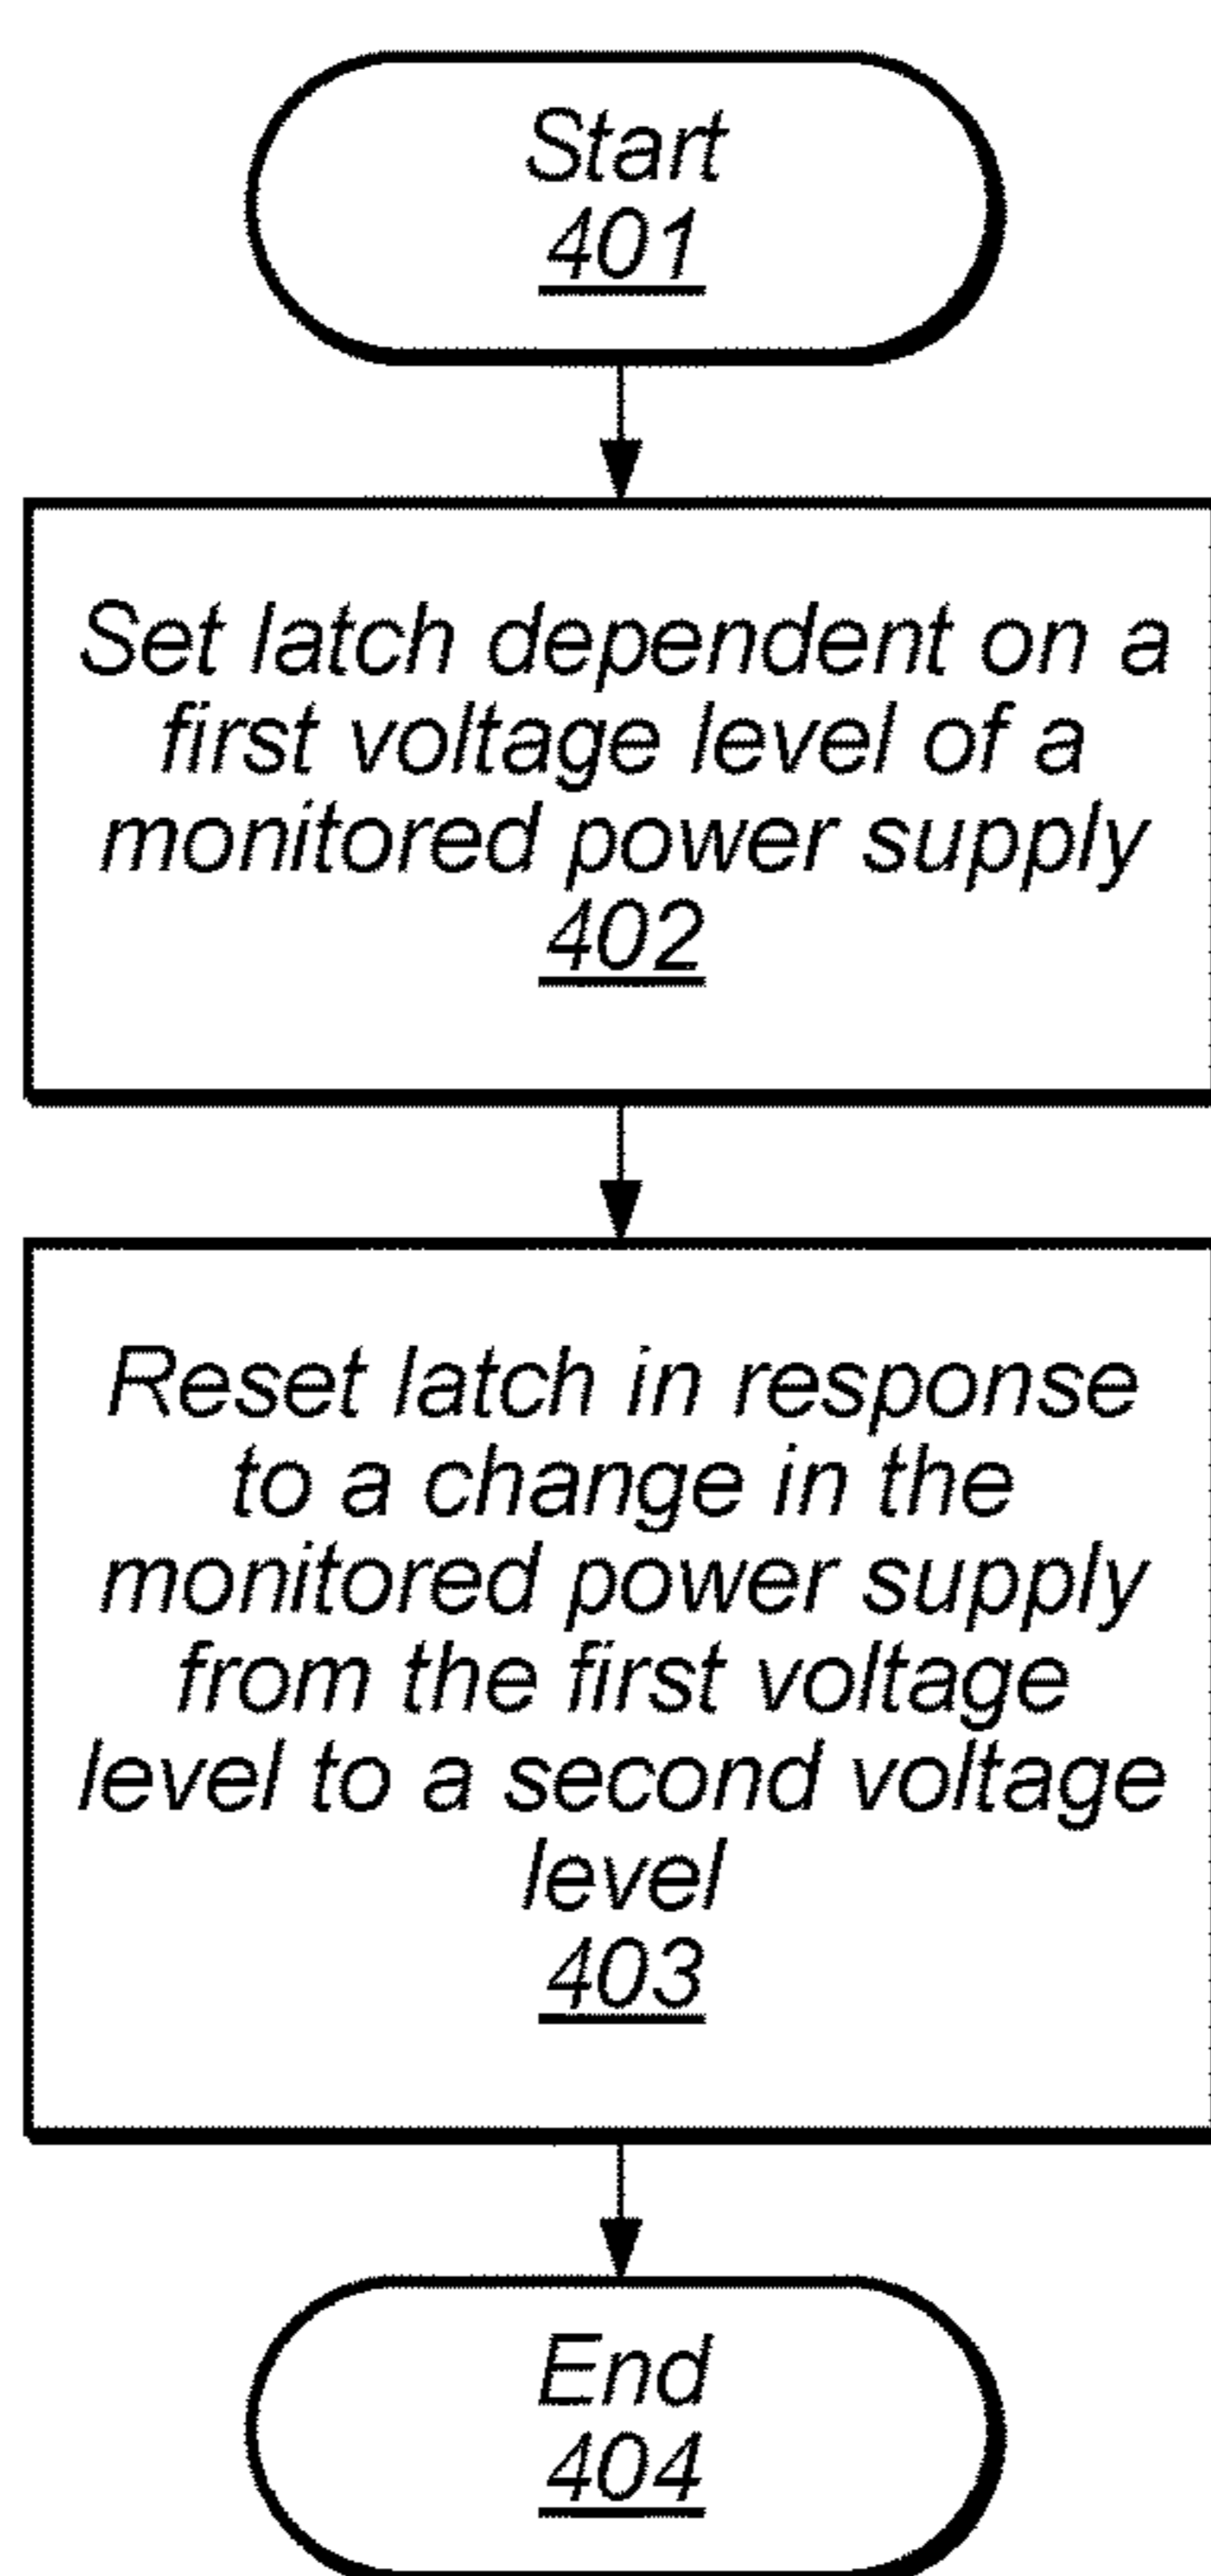 Start
401
Set latch dependent on a
first voltage level of a
monitored power supply
402
Reset latch in response
to a change in the
monitored power supply
from the first voltage
level to a second voltage
level
403
End
404